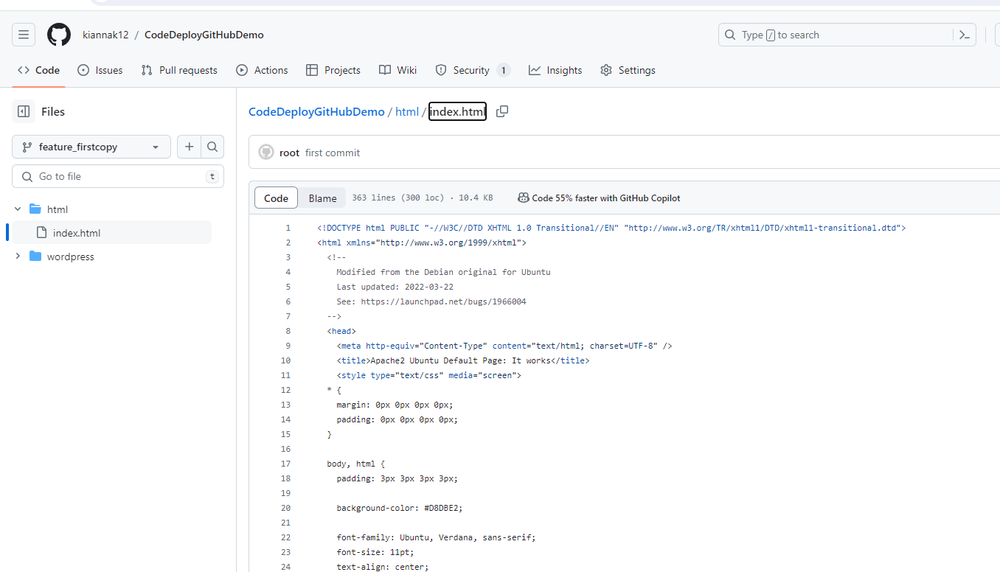 kiannak12 / CodeDeployGitHubDemo
Type / to search
Code Issues Pull requests Actions Projects Wiki Security 1 Insights Settings
Files
feature_firstcopy
Go to file t
html
index.html
wordpress
CodeDeployGitHubDemo / html / index.html
root first commit
Code Blame 363 lines (300 loc) · 10.4 KB Code 55% faster with GitHub Copilot
1 <!DOCTYPE html PUBLIC "-//W3C//DTD XHTML 1.0 Transitional//EN" "http://www.w3.org/TR/xhtml1/DTD/xhtml1-transitional.dtd">
2 <html xmlns="http://www.w3.org/1999/xhtml">
3 <!--
4 Modified from the Debian original for Ubuntu
5 Last updated: 2022-03-22
6 See: https://launchpad.net/bugs/1966004
7 -->
8 <head>
9 <meta http-equiv="Content-Type" content="text/html; charset=UTF-8" />
10 <title>Apache2 Ubuntu Default Page: It works</title>
11 <style type="text/css" media="screen">
12 * {
13 margin: 0px 0px 0px 0px;
14 padding: 0px 0px 0px 0px;
15 }
16
17 body, html {
18 padding: 3px 3px 3px 3px;
19
20 background-color: #D8DBE2;
21
22 font-family: Ubuntu, Verdana, sans-serif;
23 font-size: 11pt;
24 text-align: center;